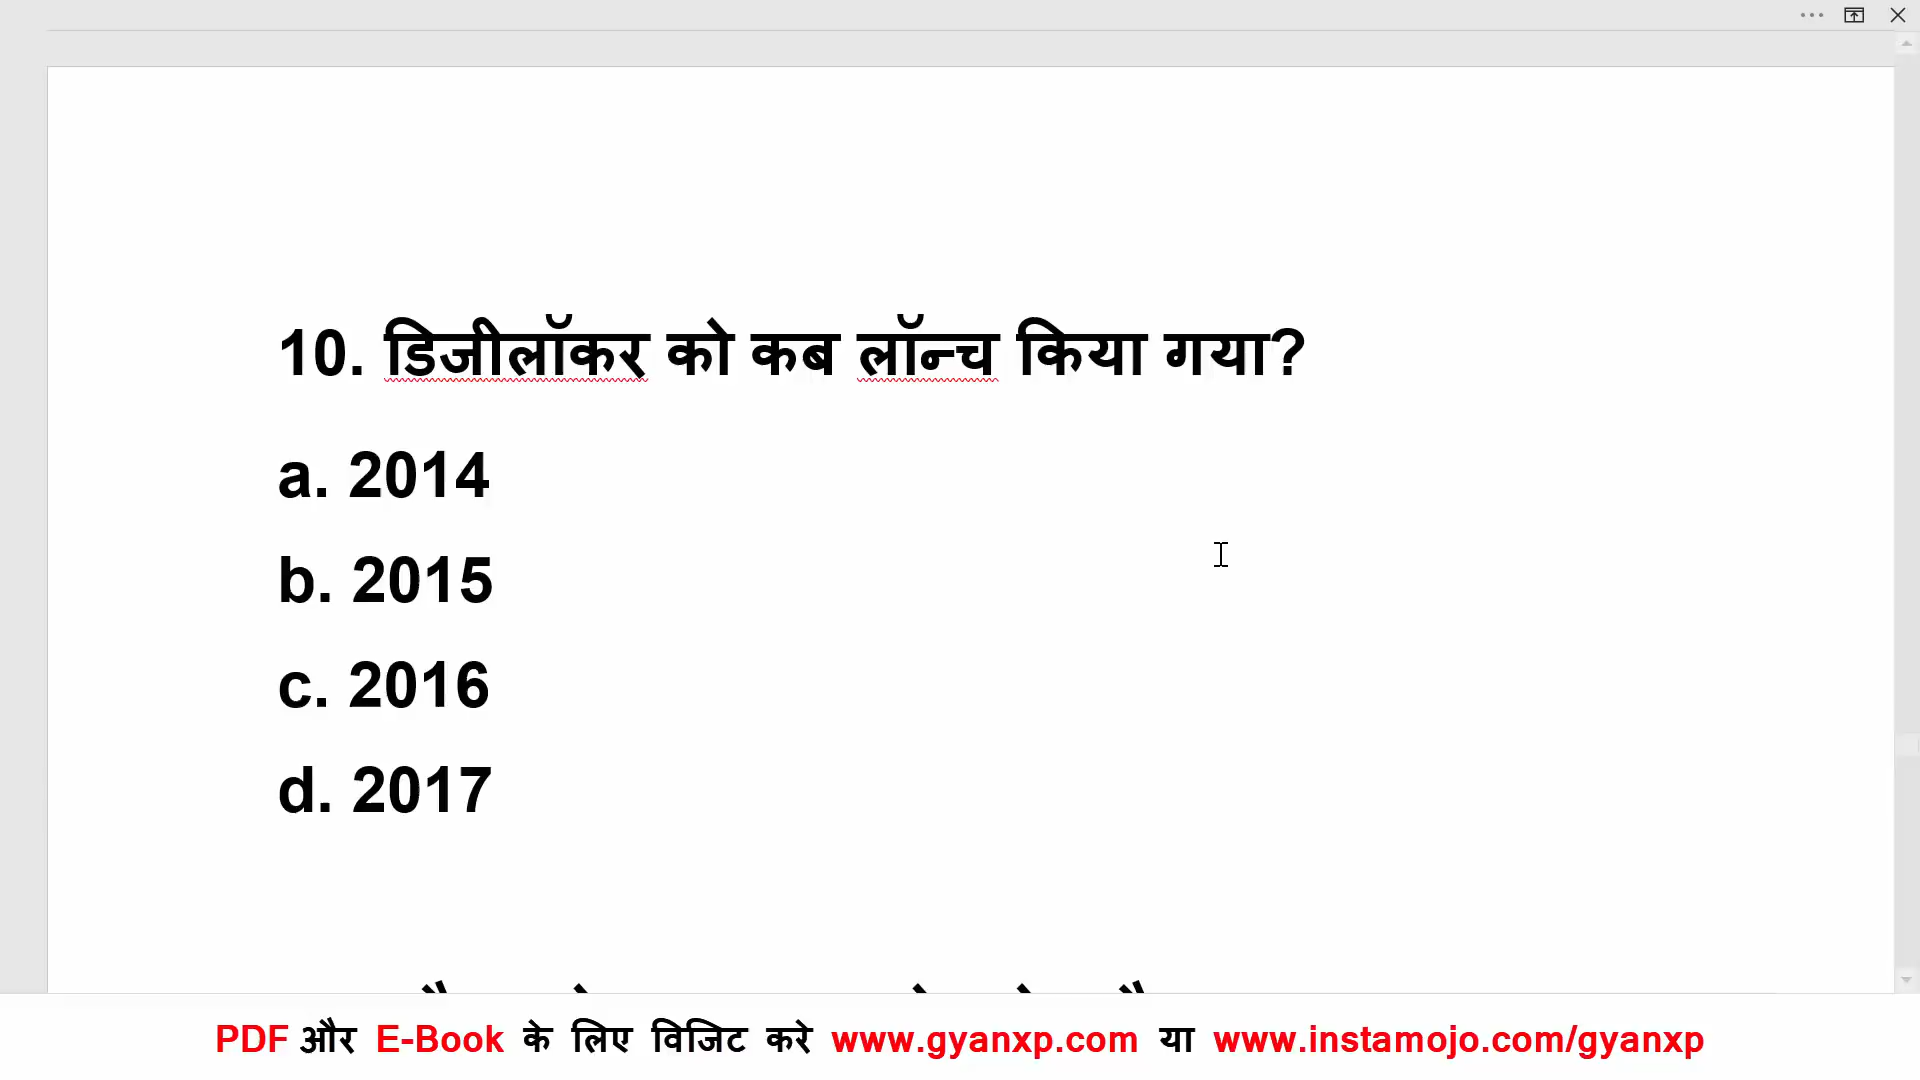 10. डिजीलॉकर को कब लॉन्च किया गया?
a. 2014
b. 2015
c. 2016
d. 2017
PDF और E-Book के लिए विजिट करे www.gyanxp.com या www.instamojo.com/gyanxp